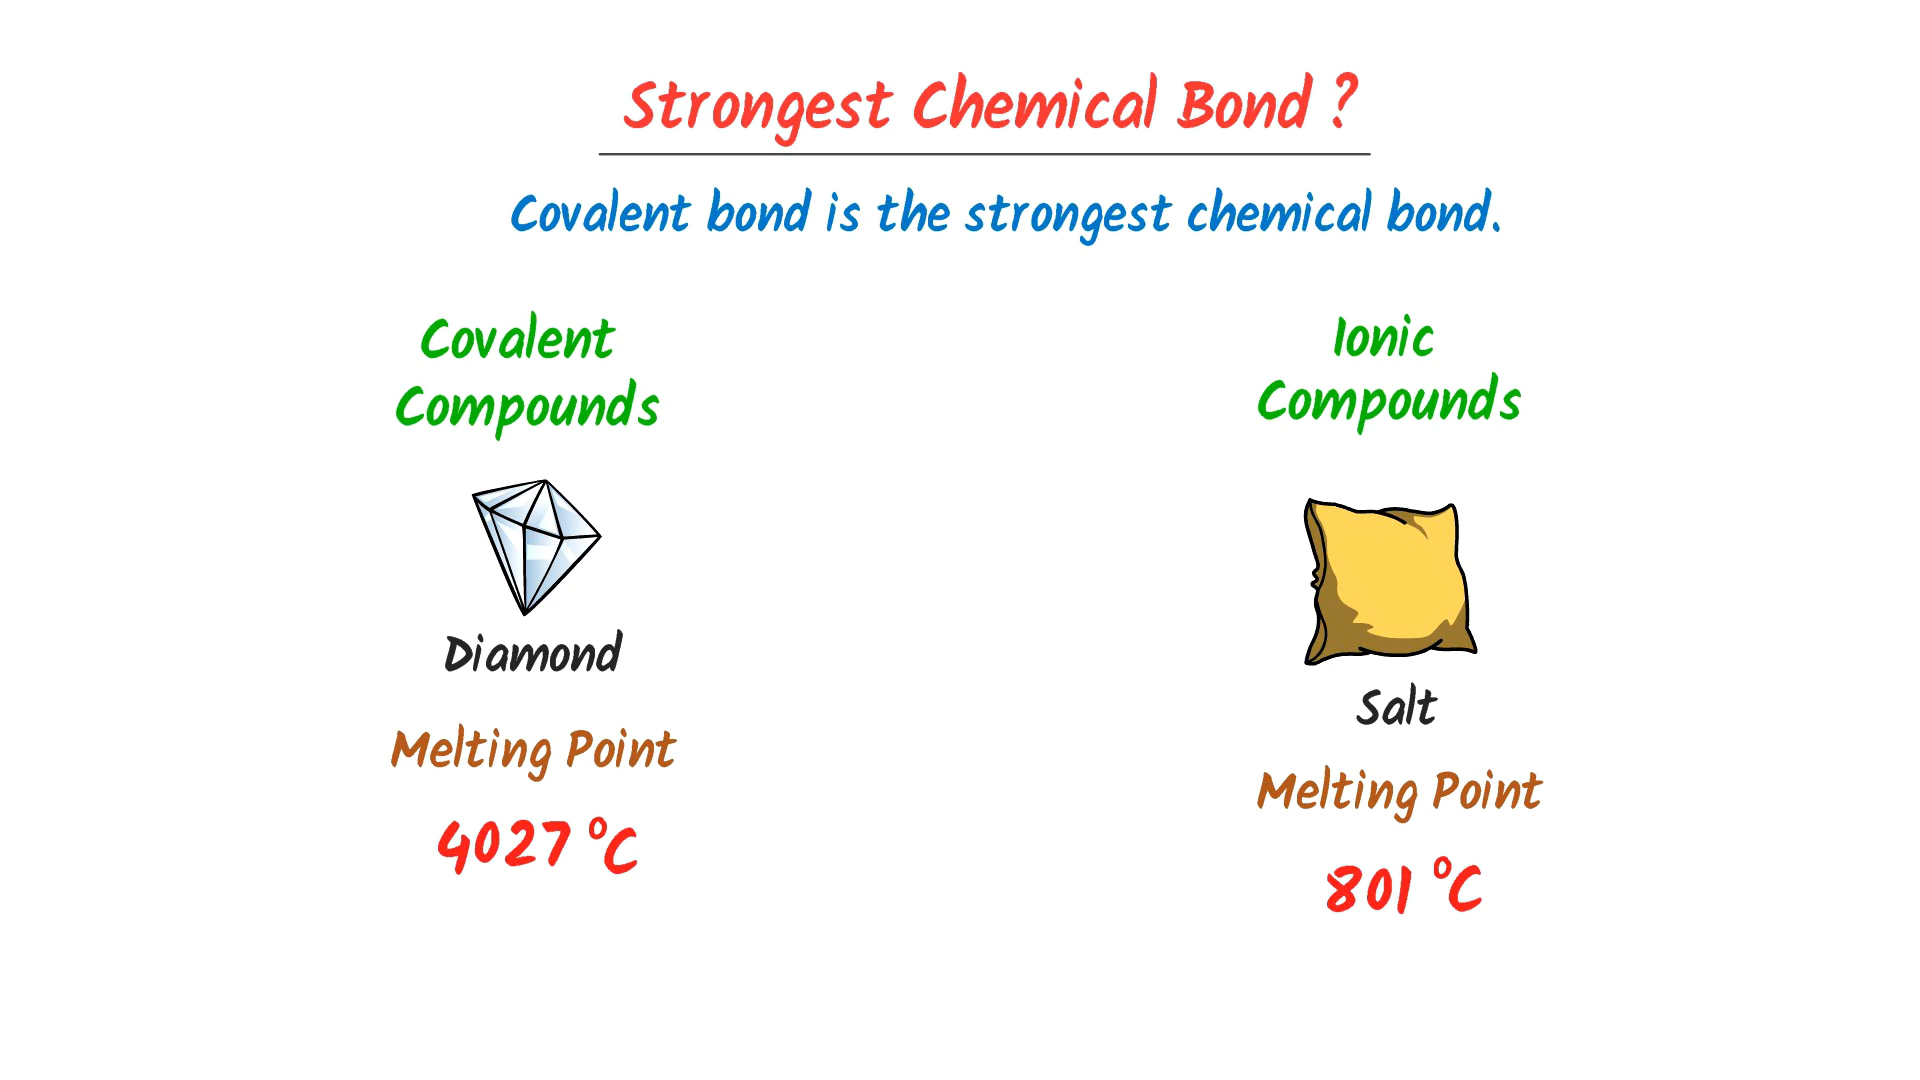 Strongest Chemical Bond ?
Covalent bond is the strongest chemical bond.
Covalent
Compounds
Diamond
Melting Point
4027 °C
Ionic
Compounds
Salt
Melting Point
801 °C